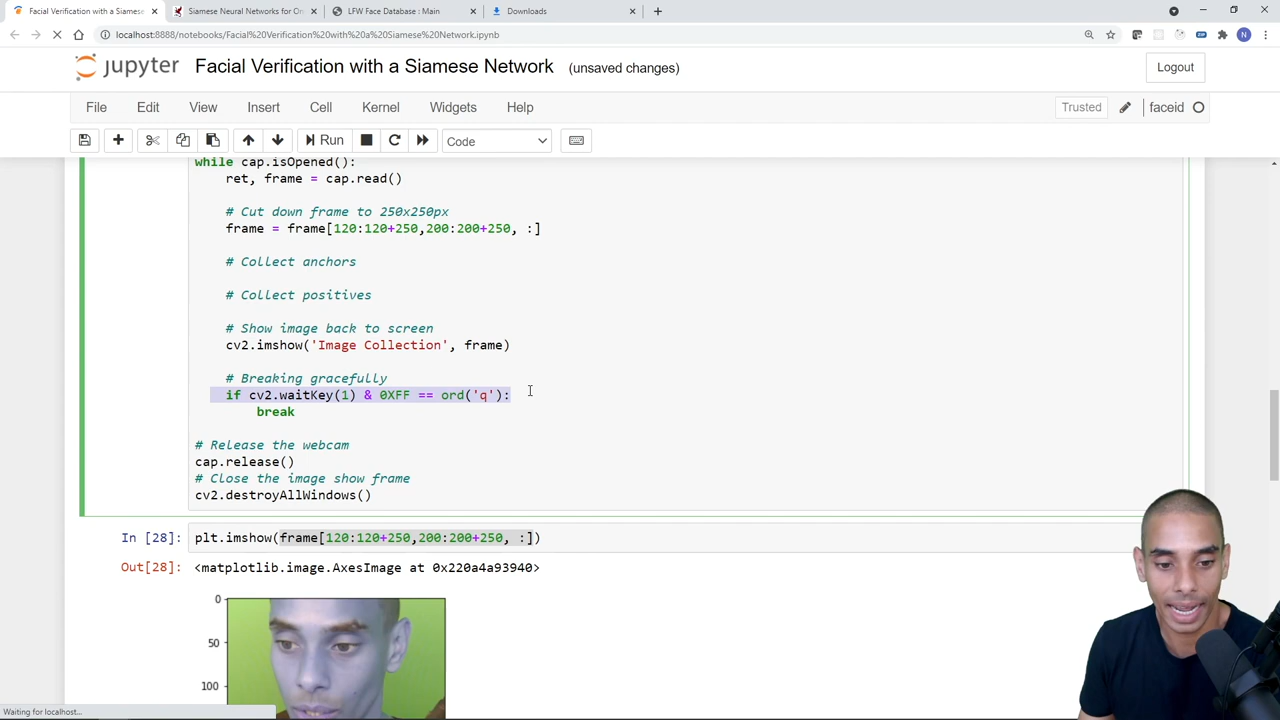 Facial Verification with a Siamese
Siamese Neural Networks for On
LFW Face Database : Main
Downloads
localhost:8888/notebooks/Facial%20Verification%20with%20a%20Siamese%20Network.ipynb
N
jupyter
Facial Verification with a Siamese Network (unsaved changes)
Logout
File Edit View Insert Cell Kernel Widgets Help
Trusted
faceid
Run
Code
while cap.isOpened():
ret, frame = cap.read()
# Cut down frame to 250x250px
frame = frame[120:120+250,200:200+250, :]
# Collect anchors
# Collect positives
# Show image back to screen
cv2.imshow('Image Collection', frame)
# Breaking gracefully
if cv2.waitKey(1) & 0XFF == ord('q'):
break
# Release the webcam
cap.release()
# Close the image show frame
cv2.destroyAllWindows()
In [28]: plt.imshow(frame[120:120+250,200:200+250, :])
Out[28]: <matplotlib.image.AxesImage at 0x220a4a93940>
0
50
100
Waiting for localhost...